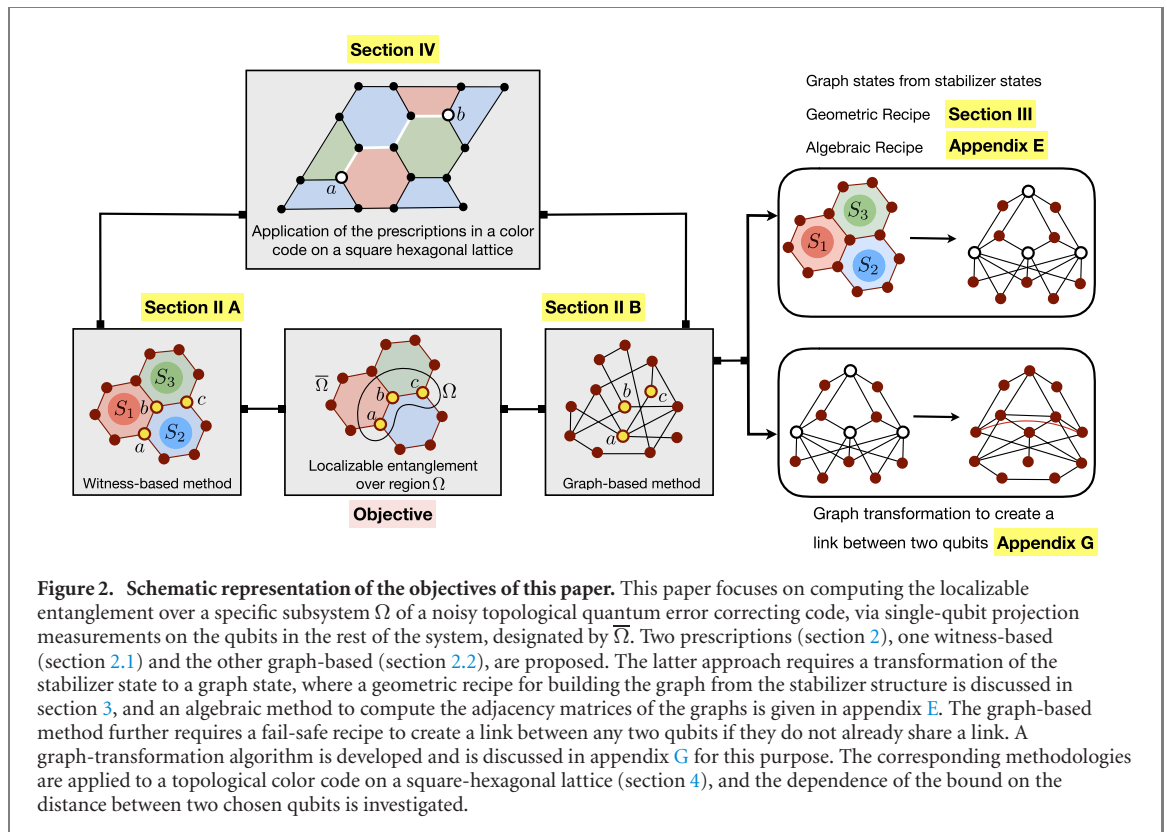 Section IV
b
a
Application of the prescriptions in a color
code on a square hexagonal lattice
Graph states from stabilizer states
Geometric Recipe Section III
Algebraic Recipe Appendix E
S₃
S₁
S₂
Section II A
S₃
S₁
b
c
S₂
a
Witness-based method
Ω̅
b
c
Ω
a
Localizable entanglement
over region Ω
Objective
Section II B
b
c
a
Graph-based method
Graph transformation to create a
link between two qubits Appendix G
Figure 2. Schematic representation of the objectives of this paper. This paper focuses on computing the localizable
entanglement over a specific subsystem Ω of a noisy topological quantum error correcting code, via single-qubit projection
measurements on the qubits in the rest of the system, designated by Ω̅. Two prescriptions (section 2), one witness-based
(section 2.1) and the other graph-based (section 2.2), are proposed. The latter approach requires a transformation of the
stabilizer state to a graph state, where a geometric recipe for building the graph from the stabilizer structure is discussed in
section 3, and an algebraic method to compute the adjacency matrices of the graphs is given in appendix E. The graph-based
method further requires a fail-safe recipe to create a link between any two qubits if they do not already share a link. A
graph-transformation algorithm is developed and is discussed in appendix G for this purpose. The corresponding methodologies
are applied to a topological color code on a square-hexagonal lattice (section 4), and the dependence of the bound on the
distance between two chosen qubits is investigated.